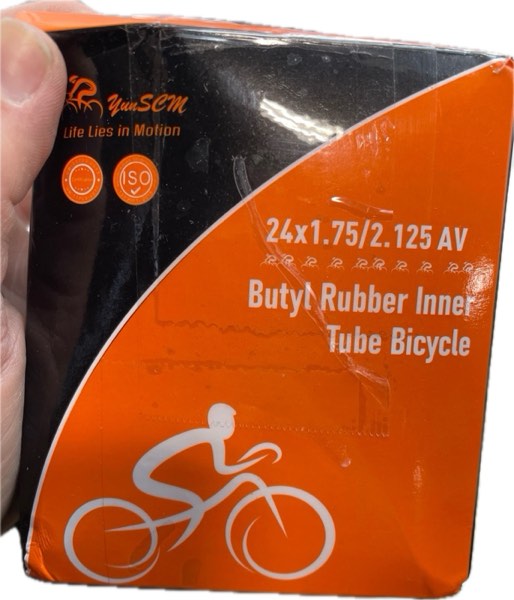 YunSCM
Life Lies in Motion
ISO
24x1.75/2.125 AV
Butyl Rubber Inner
Tube Bicycle